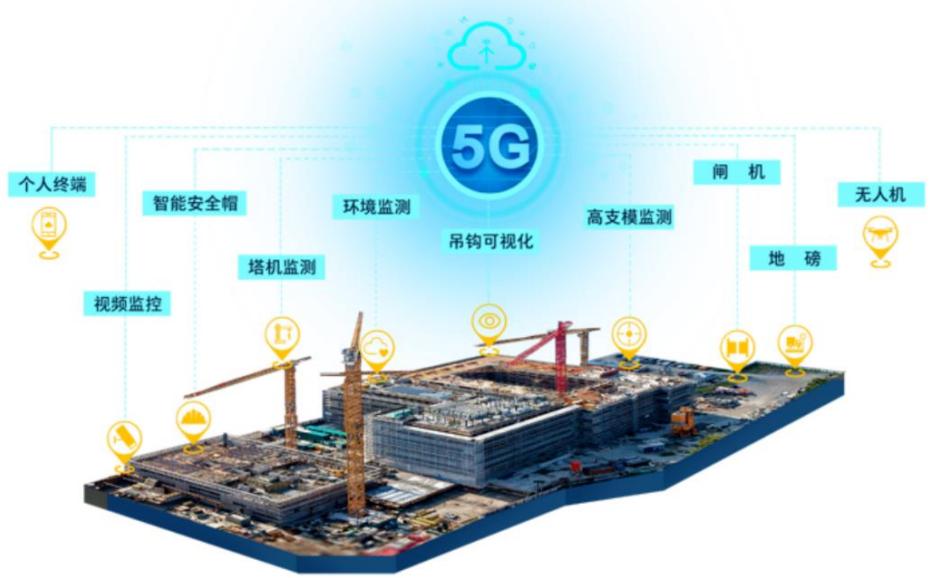 5G
个人终端
智能安全帽
环境监测
吊钩可视化
高支模监测
闸 机
无人机
塔机监测
地 磅
视频监控